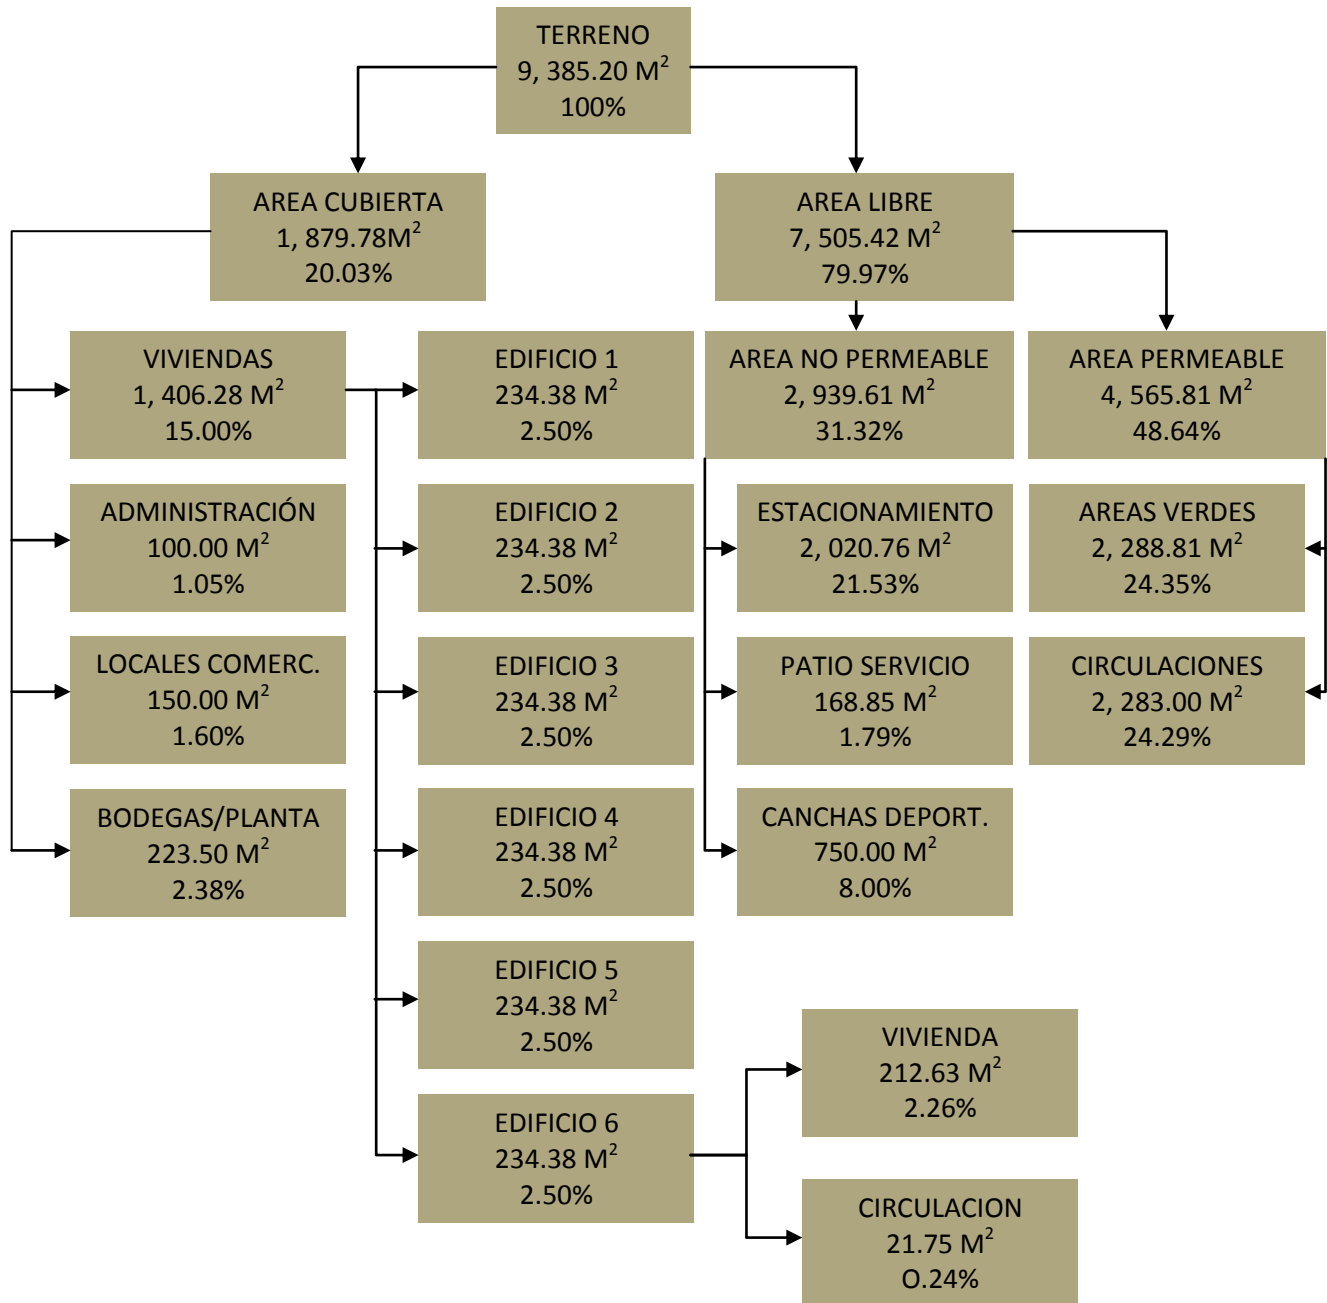 TERRENO
9, 385.20 M²
100%
AREA CUBIERTA
1, 879.78M²
20.03%
AREA LIBRE
7, 505.42 M²
79.97%
VIVIENDAS
1, 406.28 M²
15.00%
EDIFICIO 1
234.38 M²
2.50%
AREA NO PERMEABLE
2, 939.61 M²
31.32%
AREA PERMEABLE
4, 565.81 M²
48.64%
ADMINISTRACIÓN
100.00 M²
1.05%
EDIFICIO 2
234.38 M²
2.50%
ESTACIONAMIENTO
2, 020.76 M²
21.53%
AREAS VERDES
2, 288.81 M²
24.35%
LOCALES COMERC.
150.00 M²
1.60%
EDIFICIO 3
234.38 M²
2.50%
PATIO SERVICIO
168.85 M²
1.79%
CIRCULACIONES
2, 283.00 M²
24.29%
BODEGAS/PLANTA
223.50 M²
2.38%
EDIFICIO 4
234.38 M²
2.50%
CANCHAS DEPORT.
750.00 M²
8.00%
EDIFICIO 5
234.38 M²
2.50%
EDIFICIO 6
234.38 M²
2.50%
VIVIENDA
212.63 M²
2.26%
CIRCULACION
21.75 M²
O.24%